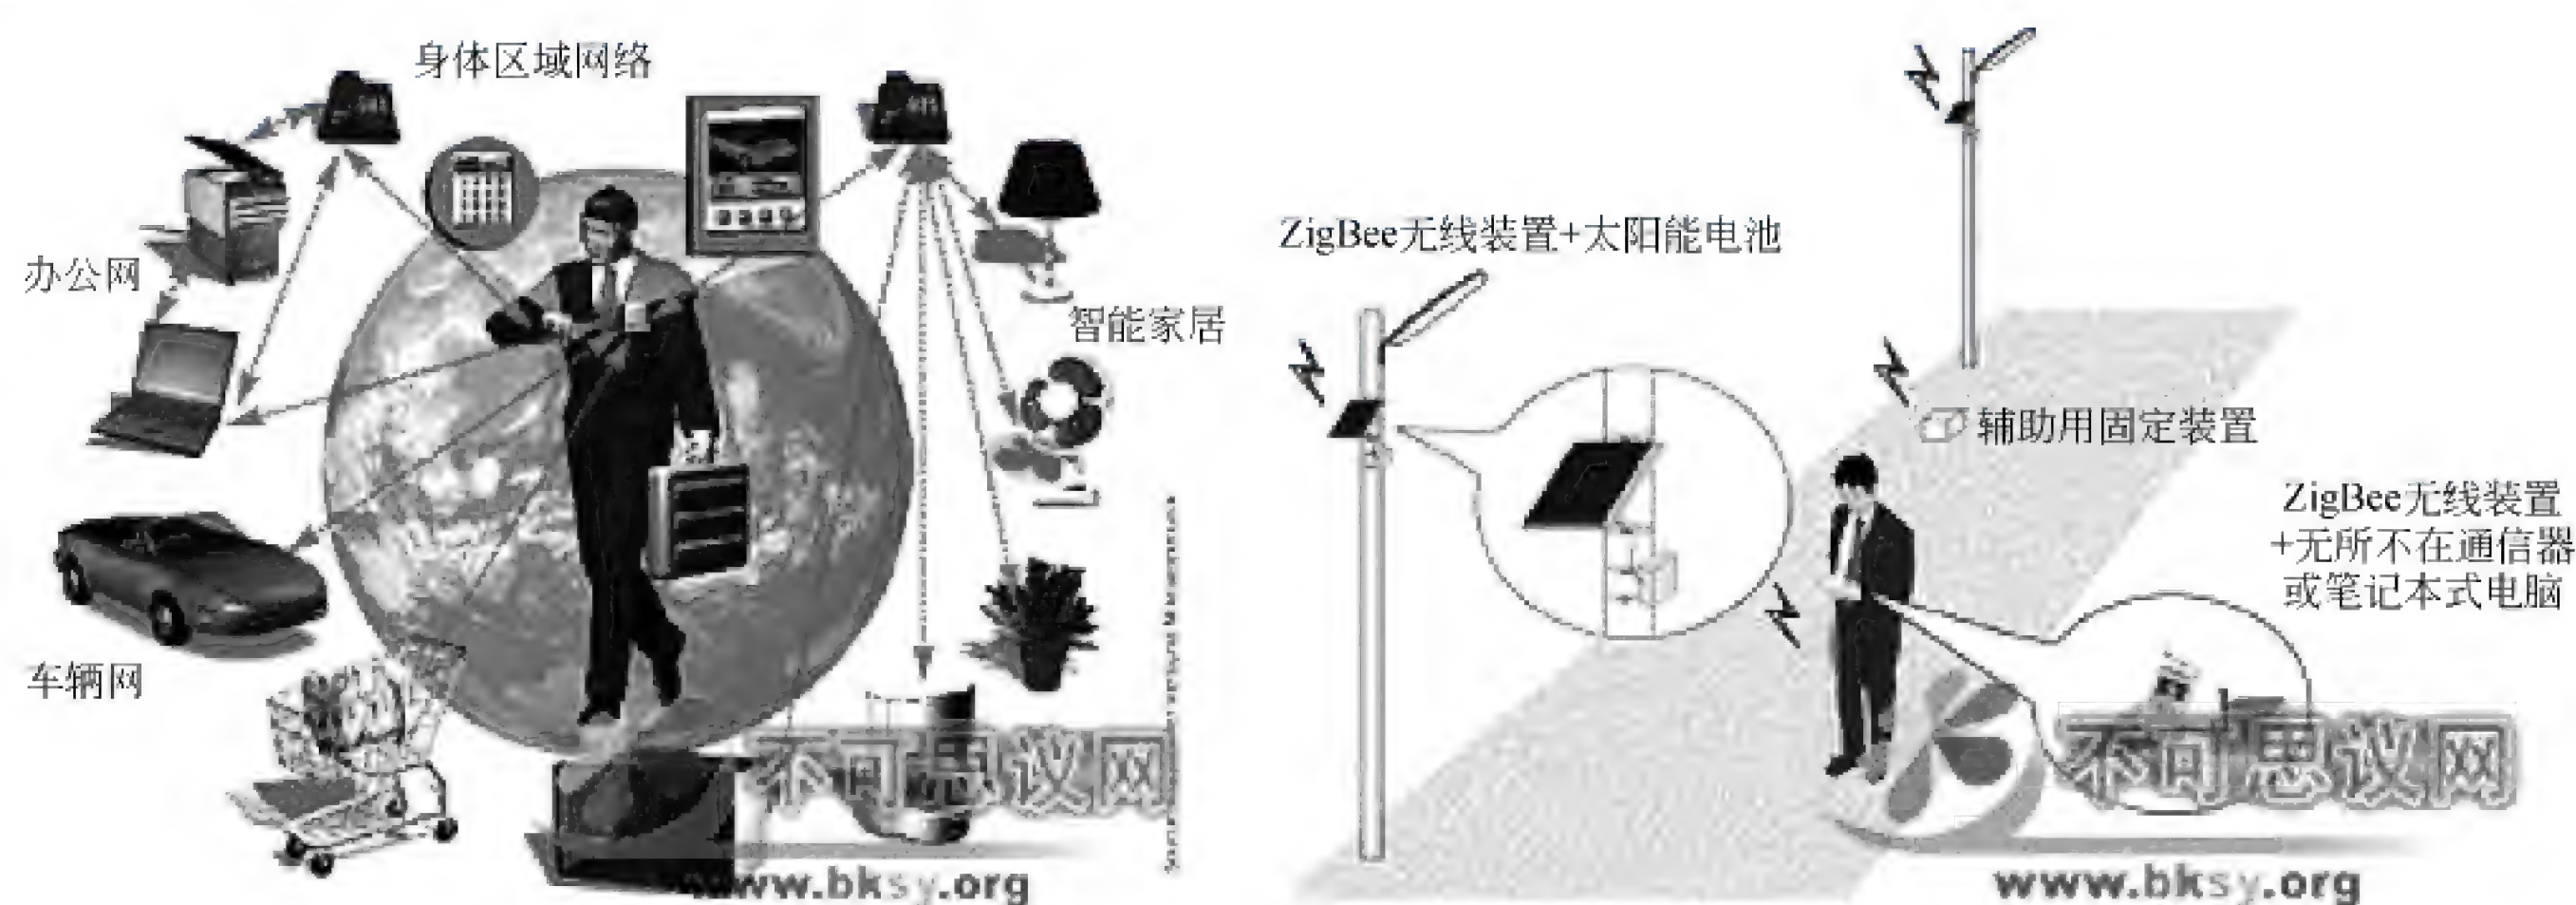 身体区域网络
办公网
智能家居
车辆网
不可思议网
www.bksy.org
ZigBee无线装置+太阳能电池
辅助用固定装置
ZigBee无线装置
+无所不在通信器
或笔记本式电脑
不可思议网
www.bksy.org